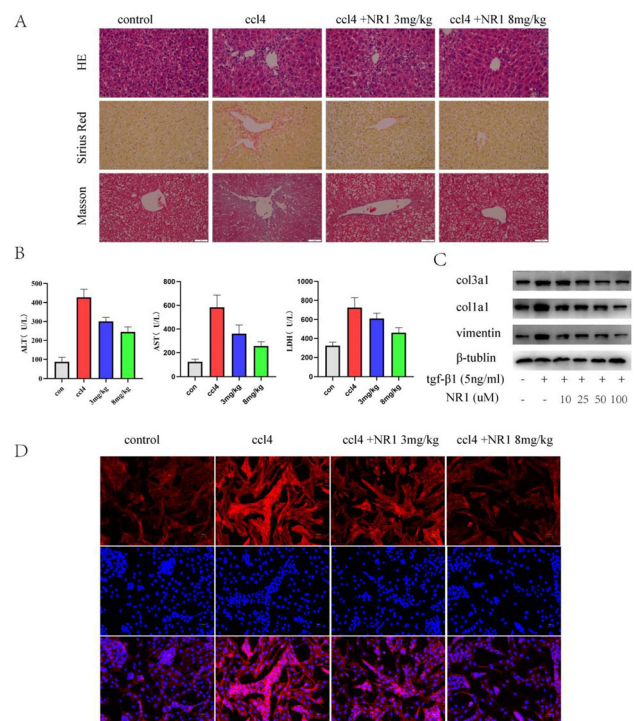 A
control ccl4 ccl4 +NR1 3mg/kg ccl4 +NR1 8mg/kg
HE
Sirius Red
Masson
B
ALT( U/L)
500
400
300
200
100
0
con ccl4 3mg/kg 8mg/kg
AST( U/L)
800
600
400
200
0
con ccl4 3mg/kg 8mg/kg
LDH( U/L)
1000
800
600
400
200
0
con ccl4 3mg/kg 8mg/kg
C
col3a1
col1a1
vimentin
β-tublin
tgf-β1 (5ng/ml) - + + + + +
NR1 (uM) - - 10 25 50 100
D
control ccl4 ccl4 +NR1 3mg/kg ccl4 +NR1 8mg/kg